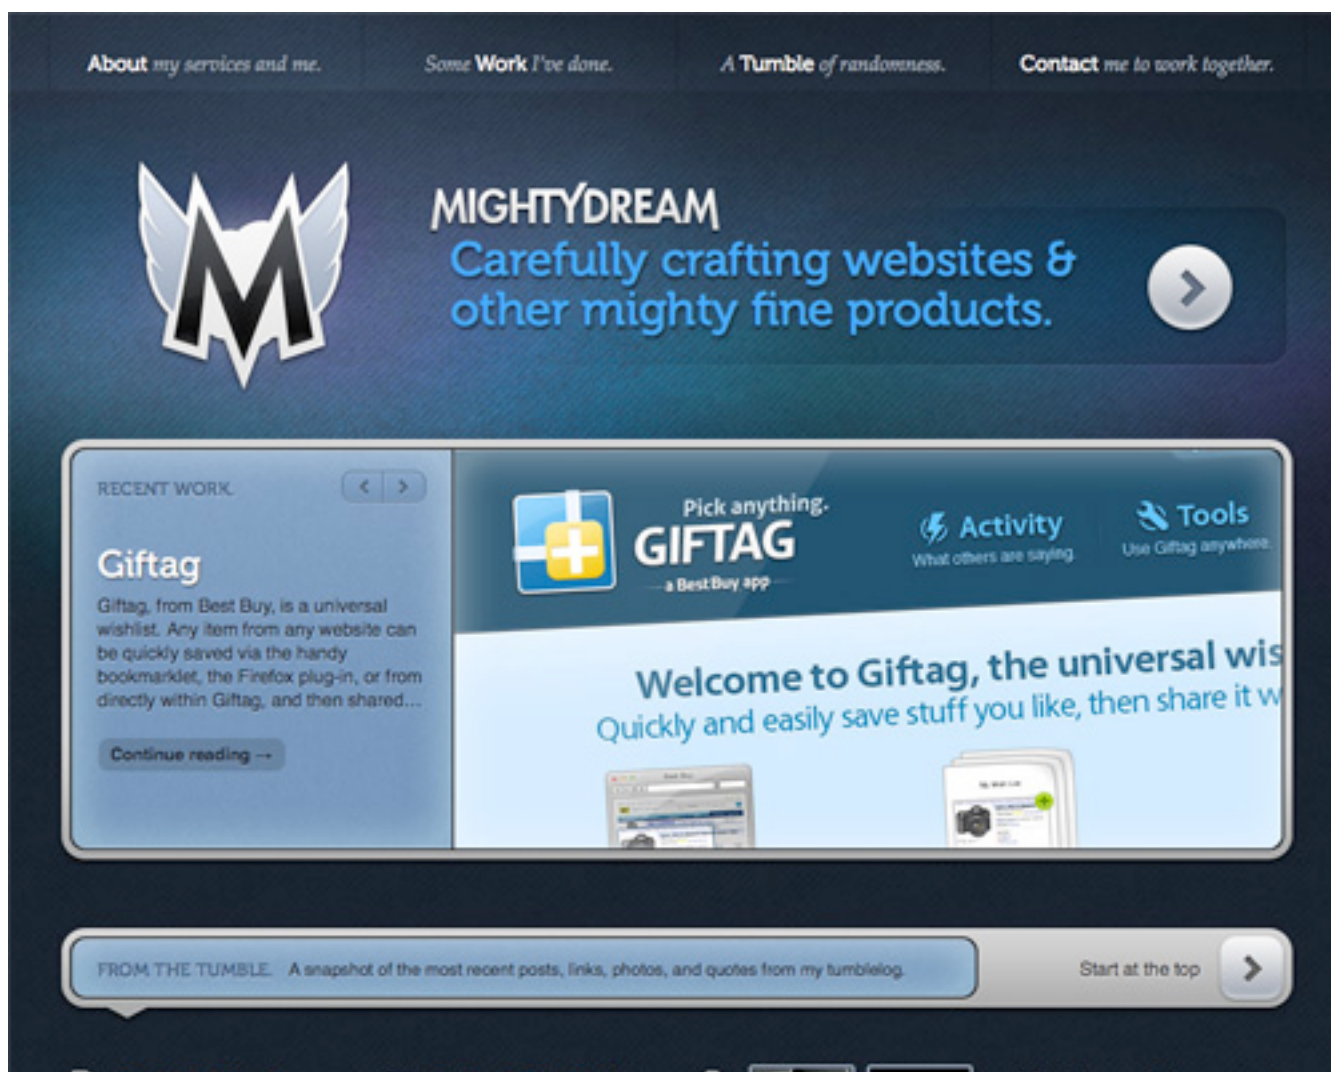 About my services and me.
Some Work I've done.
A Tumble of randomness.
Contact me to work together.
M
MIGHTYDREAM
Carefully crafting websites &
other mighty fine products.
RECENT WORK.
Giftag
Giftag, from Best Buy, is a universal
wishlist. Any item from any website can
be quickly saved via the handy
bookmarklet, the Firefox plug-in, or from
directly within Giftag, and then shared...
Continue reading →
Pick anything.
GIFTAG
a Best Buy app
Activity
What others are saying.
Tools
Use Giftag anywhere.
Welcome to Giftag, the universal wis
Quickly and easily save stuff you like, then share it w
Best Buy
My Wish List
FROM THE TUMBLE. A snapshot of the most recent posts, links, photos, and quotes from my tumblelog.
Start at the top